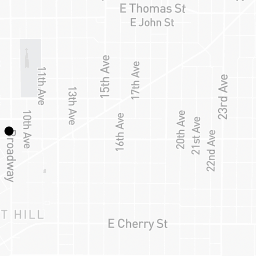 E Thomas St
E John St
11th Ave
13th Ave
15th Ave
17th Ave
10th Ave
16th Ave
20th Ave
21st Ave
22nd Ave
23rd Ave
Broadway
T HILL
E Cherry St